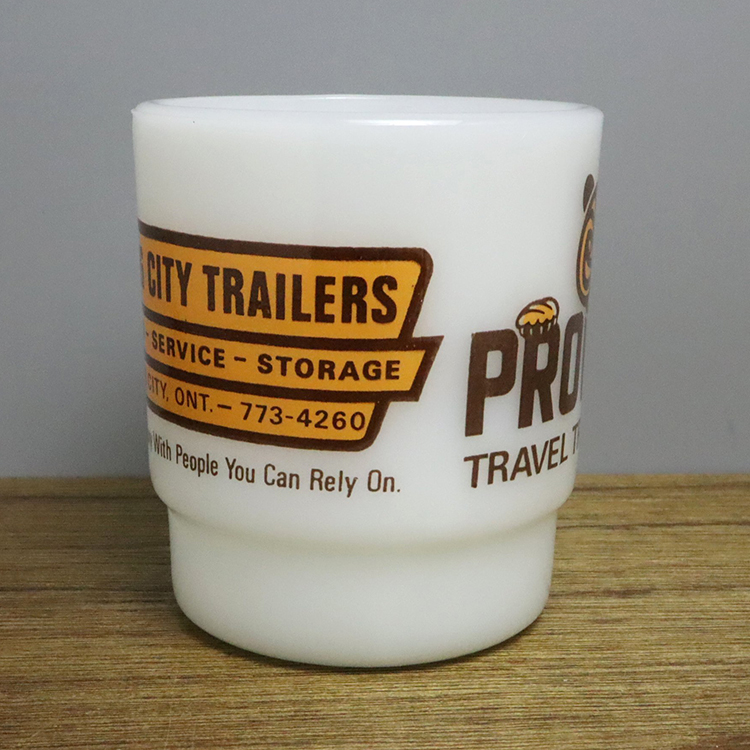 CITY TRAILERS
- SERVICE - STORAGE
CITY, ONT. - 773-4260
With People You Can Rely On.
PRO
TRAVEL T